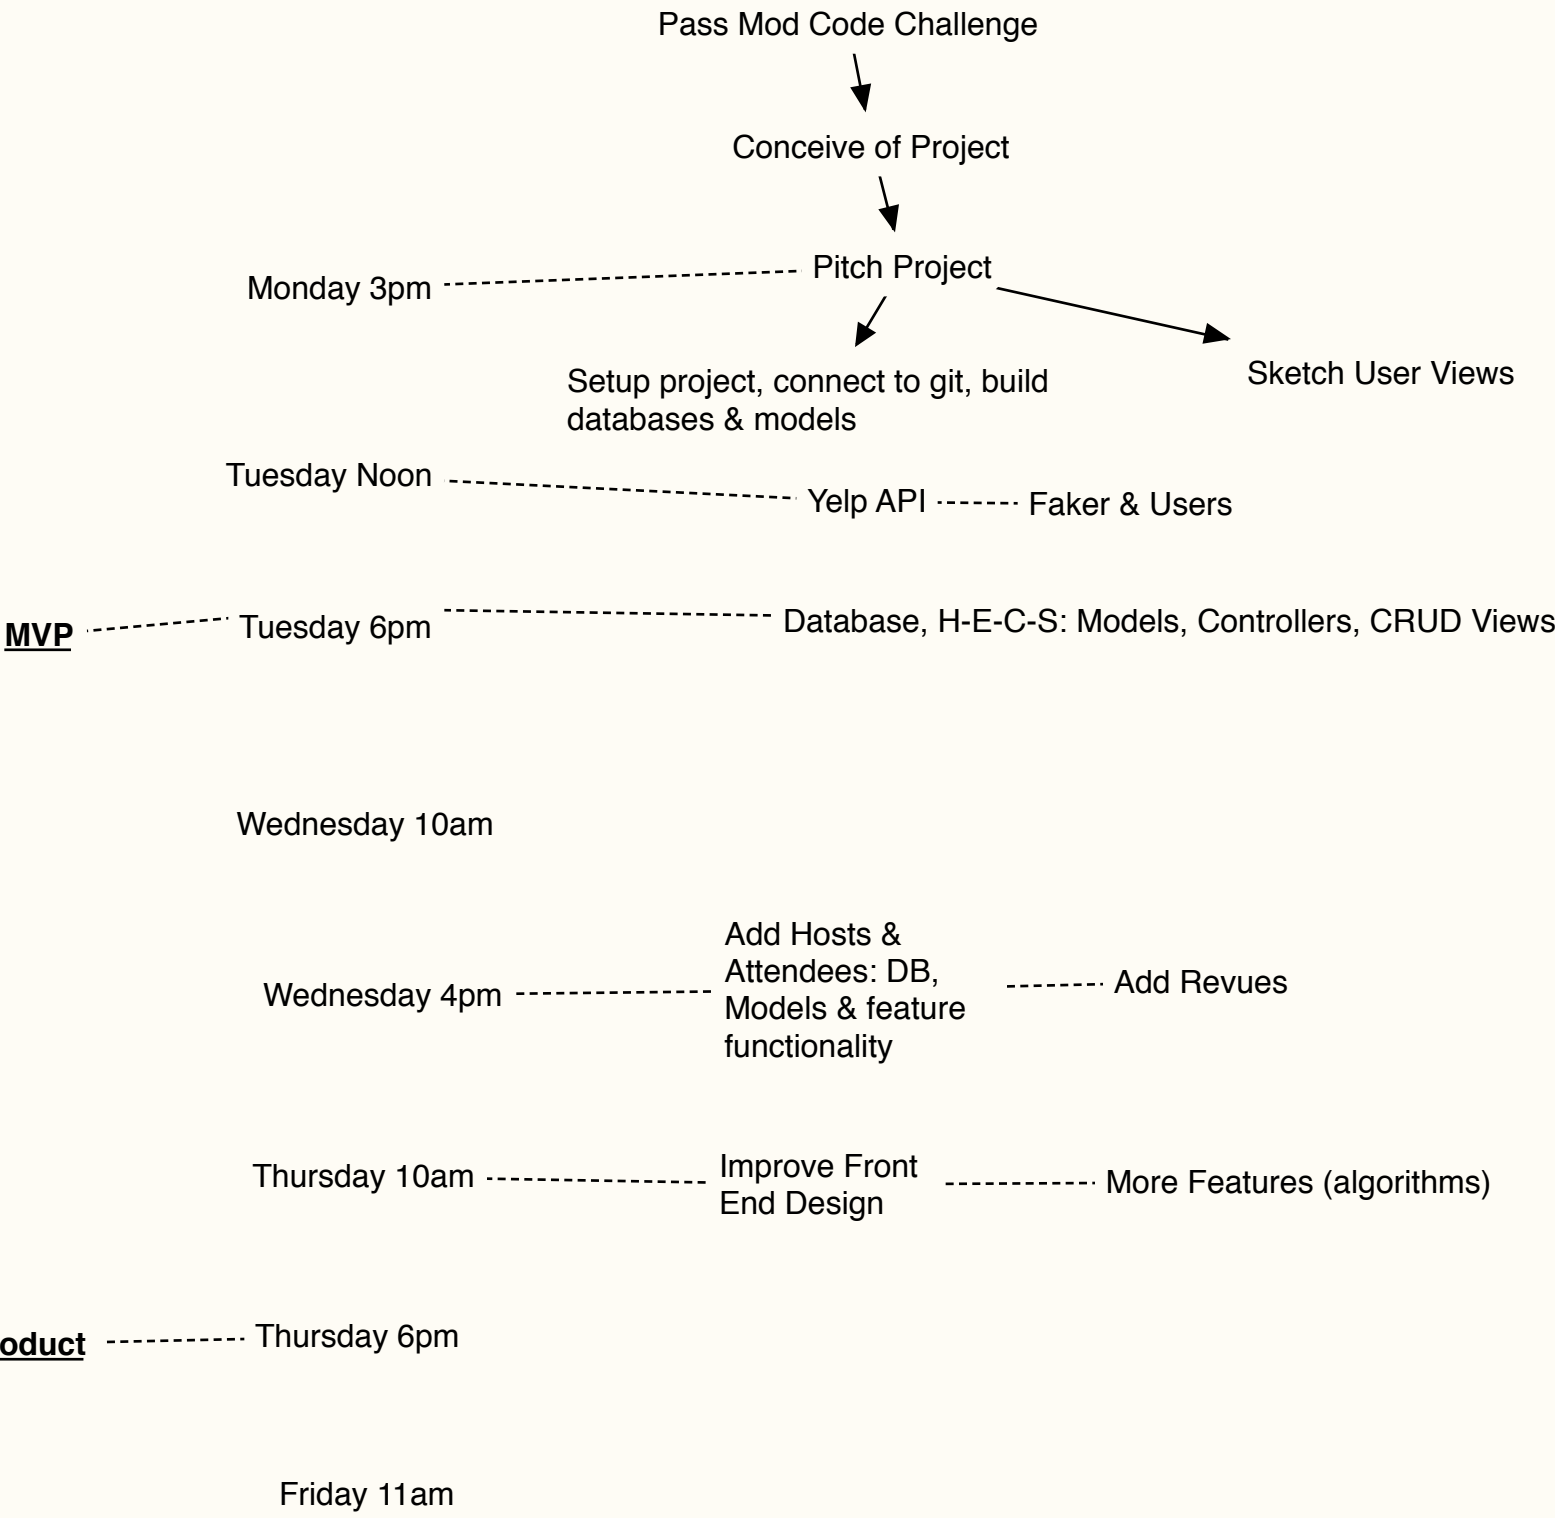 Pass Mod Code Challenge
Conceive of Project
Monday 3pm
Pitch Project
Setup project, connect to git, build
databases & models
Sketch User Views
Tuesday Noon
Yelp API
Faker & Users
MVP
Tuesday 6pm
Database, H-E-C-S: Models, Controllers, CRUD Views
Wednesday 10am
Wednesday 4pm
Add Hosts &
Attendees: DB,
Models & feature
functionality
Add Revues
Thursday 10am
Improve Front
End Design
More Features (algorithms)
oduct
Thursday 6pm
Friday 11am